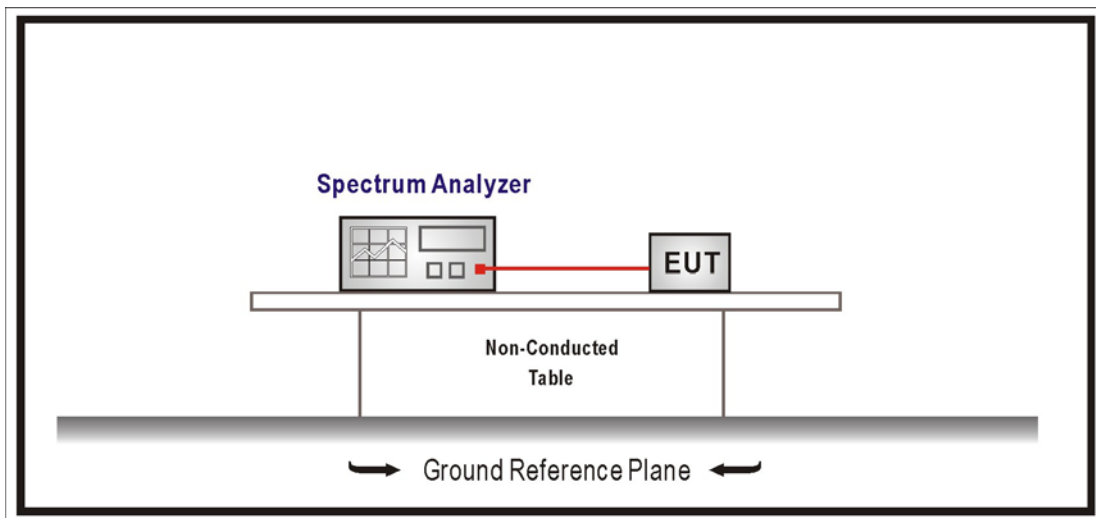 Spectrum Analyzer
EUT
Non-Conducted
Table
Ground Reference Plane